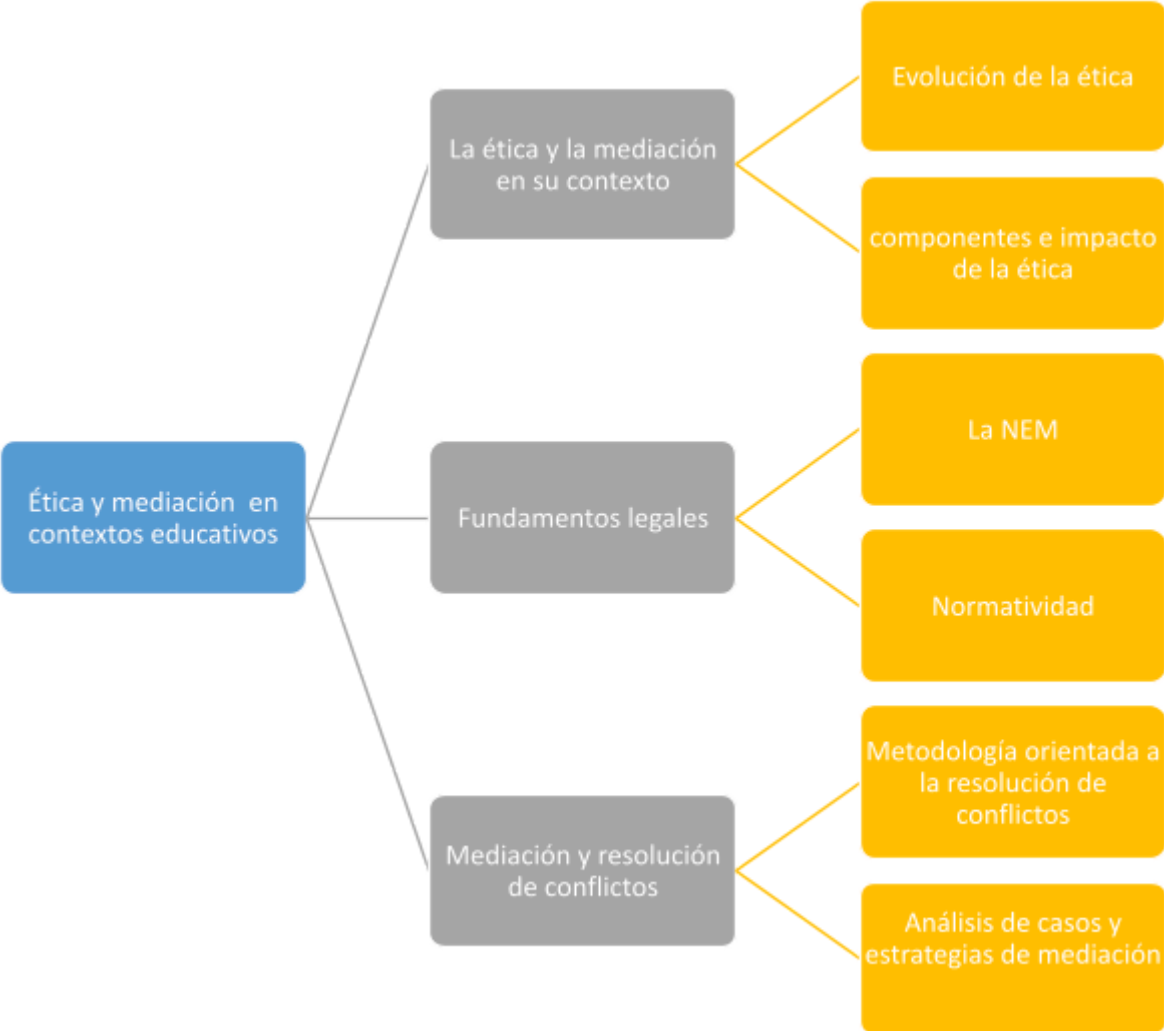 Ética y mediación en
contextos educativos
La ética y la mediación
en su contexto
Evolución de la ética
componentes e impacto
de la ética
Fundamentos legales
La NEM
Normatividad
Mediación y resolución
de conflictos
Metodología orientada a
la resolución de
conflictos
Análisis de casos y
estrategias de mediación